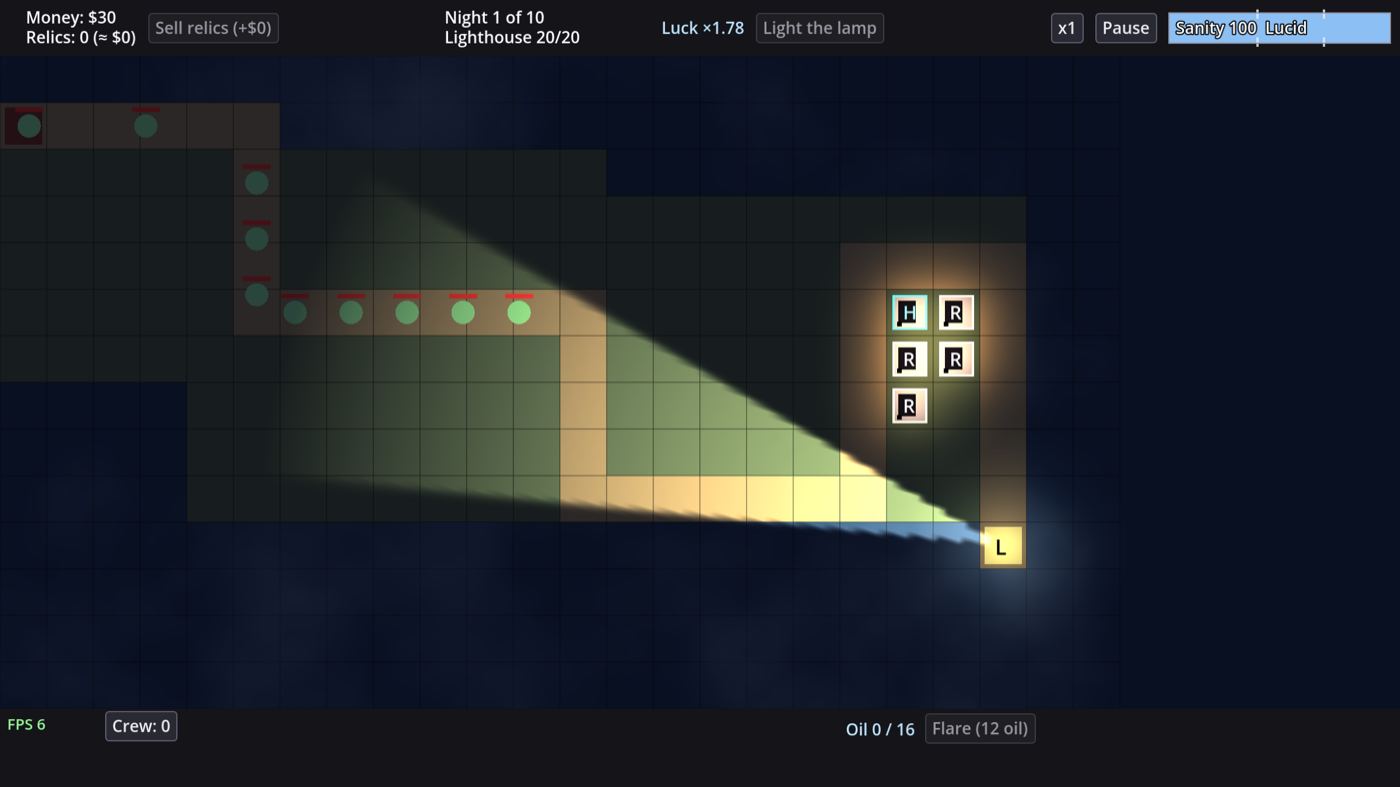 Money: $30
Relics: 0 (≈ $0)
Sell relics (+$0)
Night 1 of 10
Lighthouse 20/20
Luck ×1.78
Light the lamp
x1
Pause
Sanity 100 Lucid
H
R
R
R
R
L
FPS 6
Crew: 0
Oil 0 / 16
Flare (12 oil)